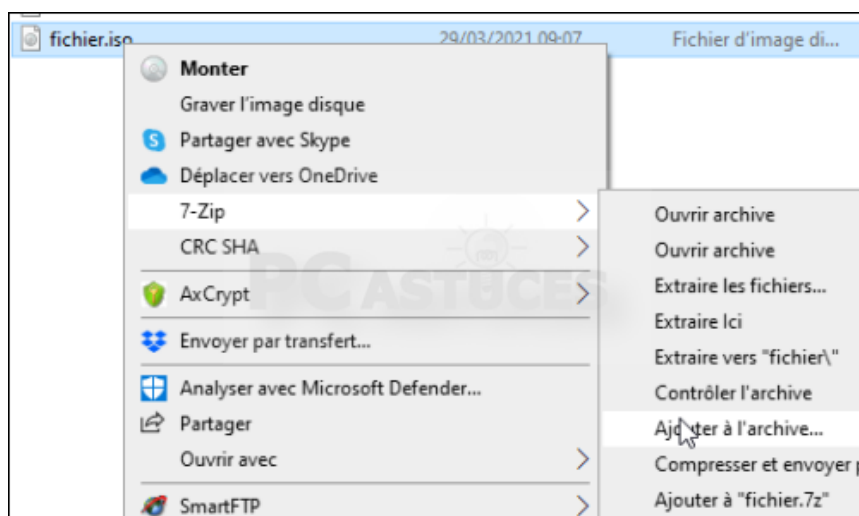 fichier.iso 29/03/2021 09:07 Fichier d'image di...
Monter
Graver l'image disque
Partager avec Skype
Déplacer vers OneDrive
7-Zip
CRC SHA
AxCrypt
Envoyer par transfert...
Analyser avec Microsoft Defender...
Partager
Ouvrir avec
SmartFTP
Ouvrir archive
Ouvrir archive
Extraire les fichiers...
Extraire Ici
Extraire vers "fichier\"
Contrôler l'archive
Ajouter à l'archive...
Compresser et envoyer
Ajouter à "fichier.7z"
PC ASTUCES